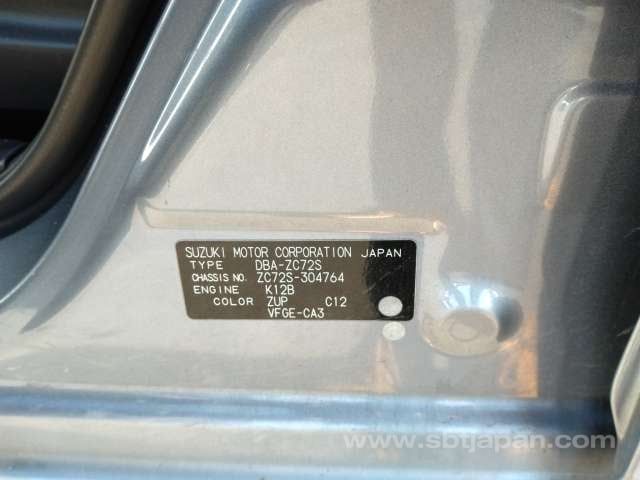 SUZUKI MOTOR CORPORATION JAPAN
TYPE DBA-ZC72S
CHASSIS NO. ZC72S-304764
ENGINE K12B
COLOR ZUP C12
VFGE-CA3
www.sbtjapan.com